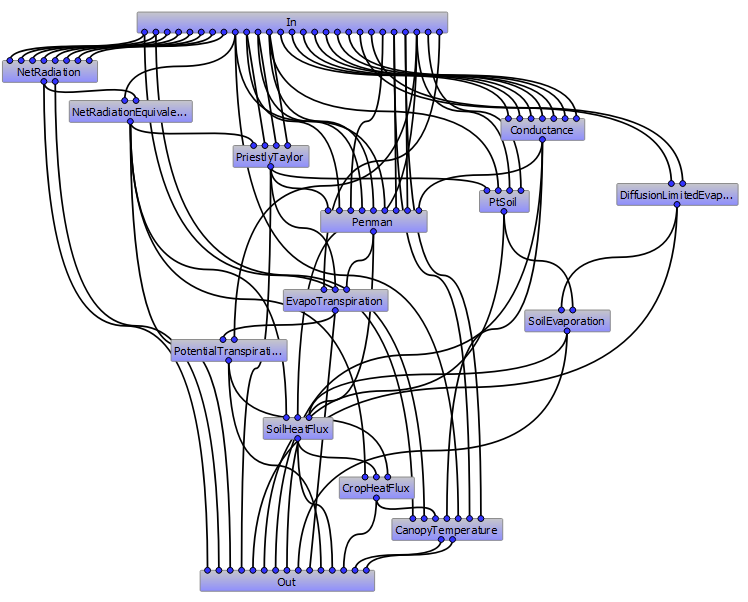 In
NetRadiation
NetRadiationEquivale...
Conductance
PriestlyTaylor
DiffusionLimitedEvap...
PtSoil
Penman
EvapoTranspiration
SoilEvaporation
PotentialTranspirati...
SoilHeatFlux
CropHeatFlux
CanopyTemperature
Out